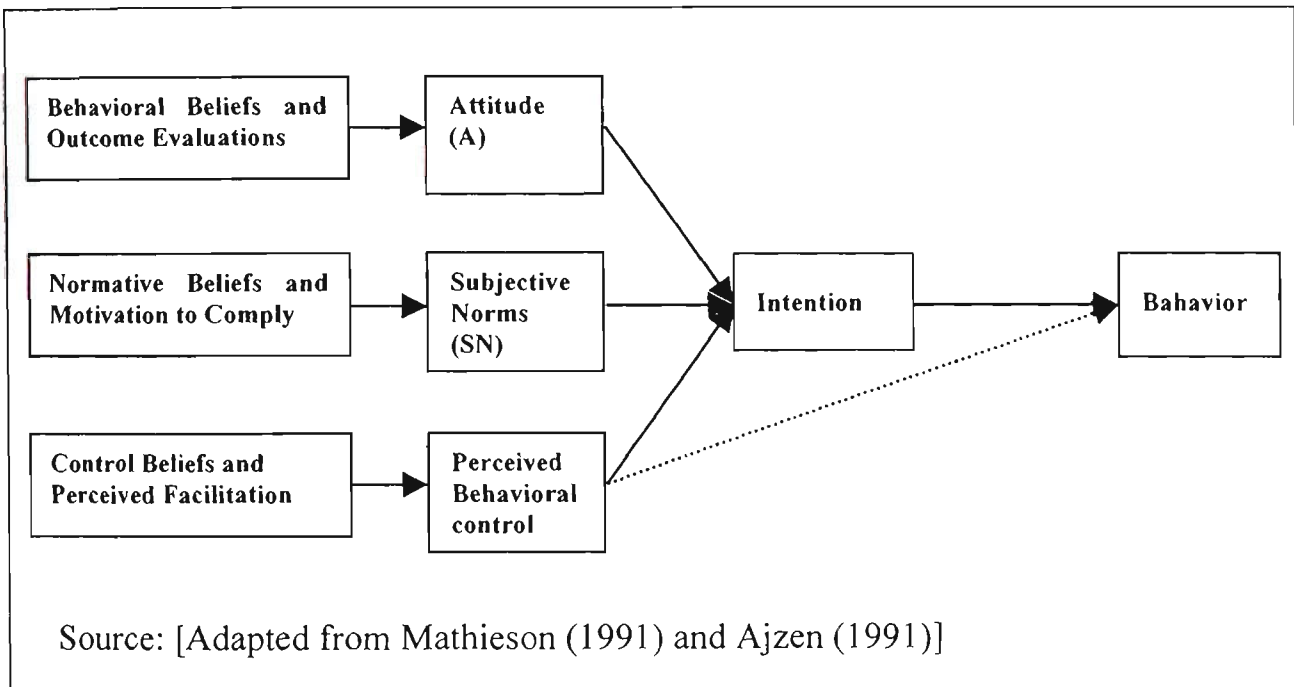 Behavioral Beliefs and
Outcome Evaluations
Attitude
(A)
Normative Beliefs and
Motivation to Comply
Subjective
Norms
(SN)
Intention
Bahavior
Control Beliefs and
Perceived Facilitation
Perceived
Behavioral
control
Source: [Adapted from Mathieson (1991) and Ajzen (1991)]